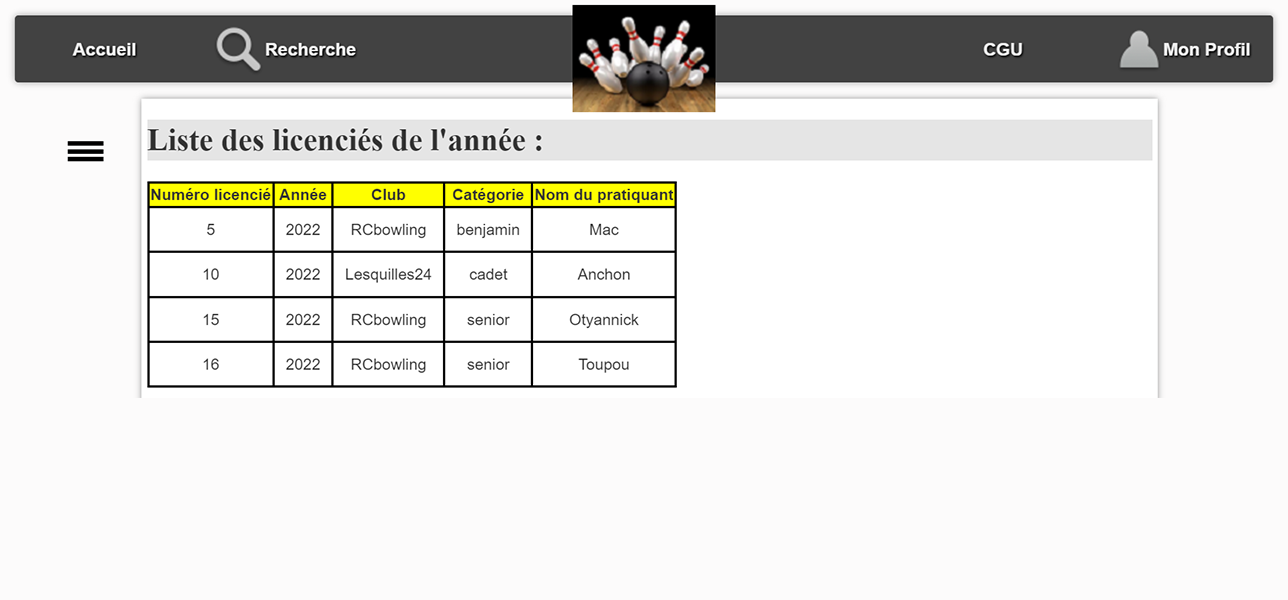 Accueil Recherche CGU Mon Profil
Liste des licenciés de l'année :
Numéro licencié Année Club Catégorie Nom du pratiquant
5 2022 RCbowling benjamin Mac
10 2022 Lesquilles24 cadet Anchon
15 2022 RCbowling senior Otyannick
16 2022 RCbowling senior Toupou